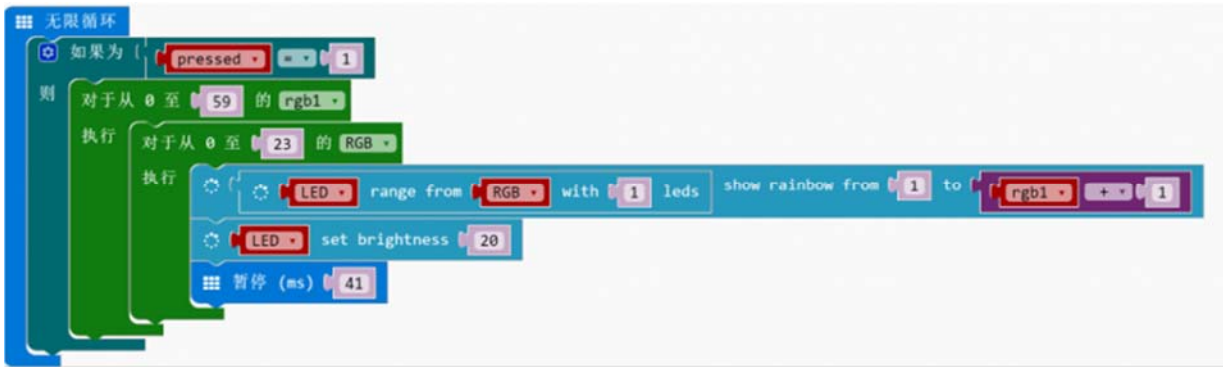 无限循环
如果为 pressed = 1
则 对于从 0 至 59 的 rgb1
执行 对于从 0 至 23 的 RGB
执行 LED range from RGB with 1 leds show rainbow from 1 to rgb1 + 1
LED set brightness 20
暂停 (ms) 41